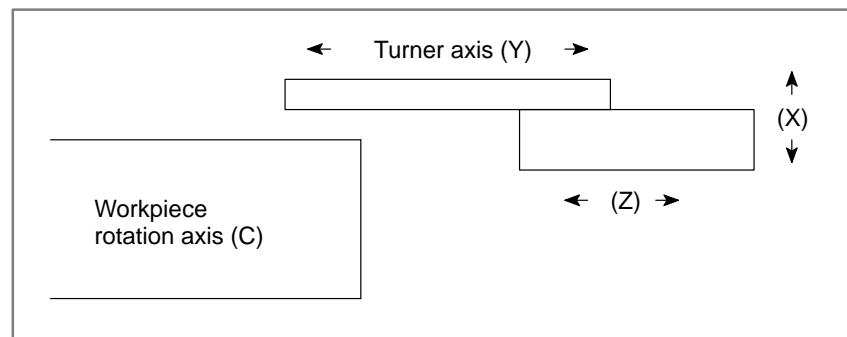 Turner axis (Y)
(X)
(Z)
Workpiece
rotation axis (C)